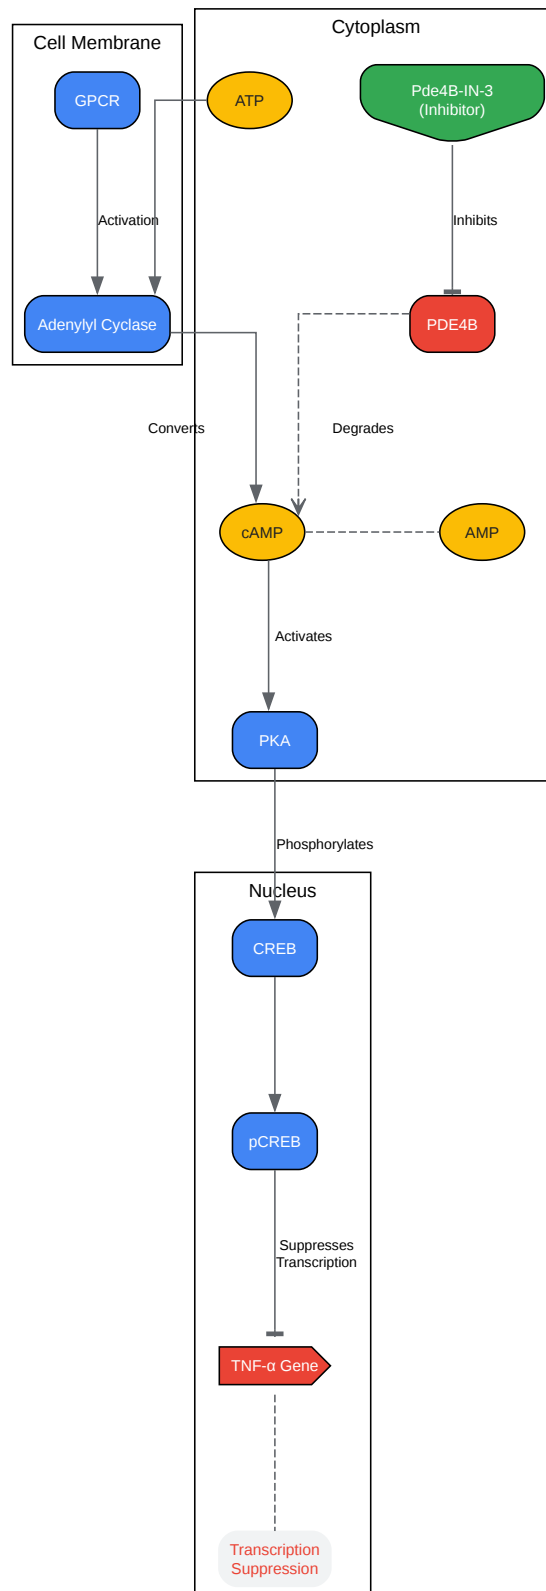 Cell Membrane
Cytoplasm
GPCR
ATP
Pde4B-IN-3
(Inhibitor)
Activation
Inhibits
Adenylyl Cyclase
PDE4B
Converts
Degrades
cAMP
AMP
Activates
PKA
Phosphorylates
Nucleus
CREB
pCREB
Suppresses
Transcription
TNF-α Gene
Transcription
Suppression